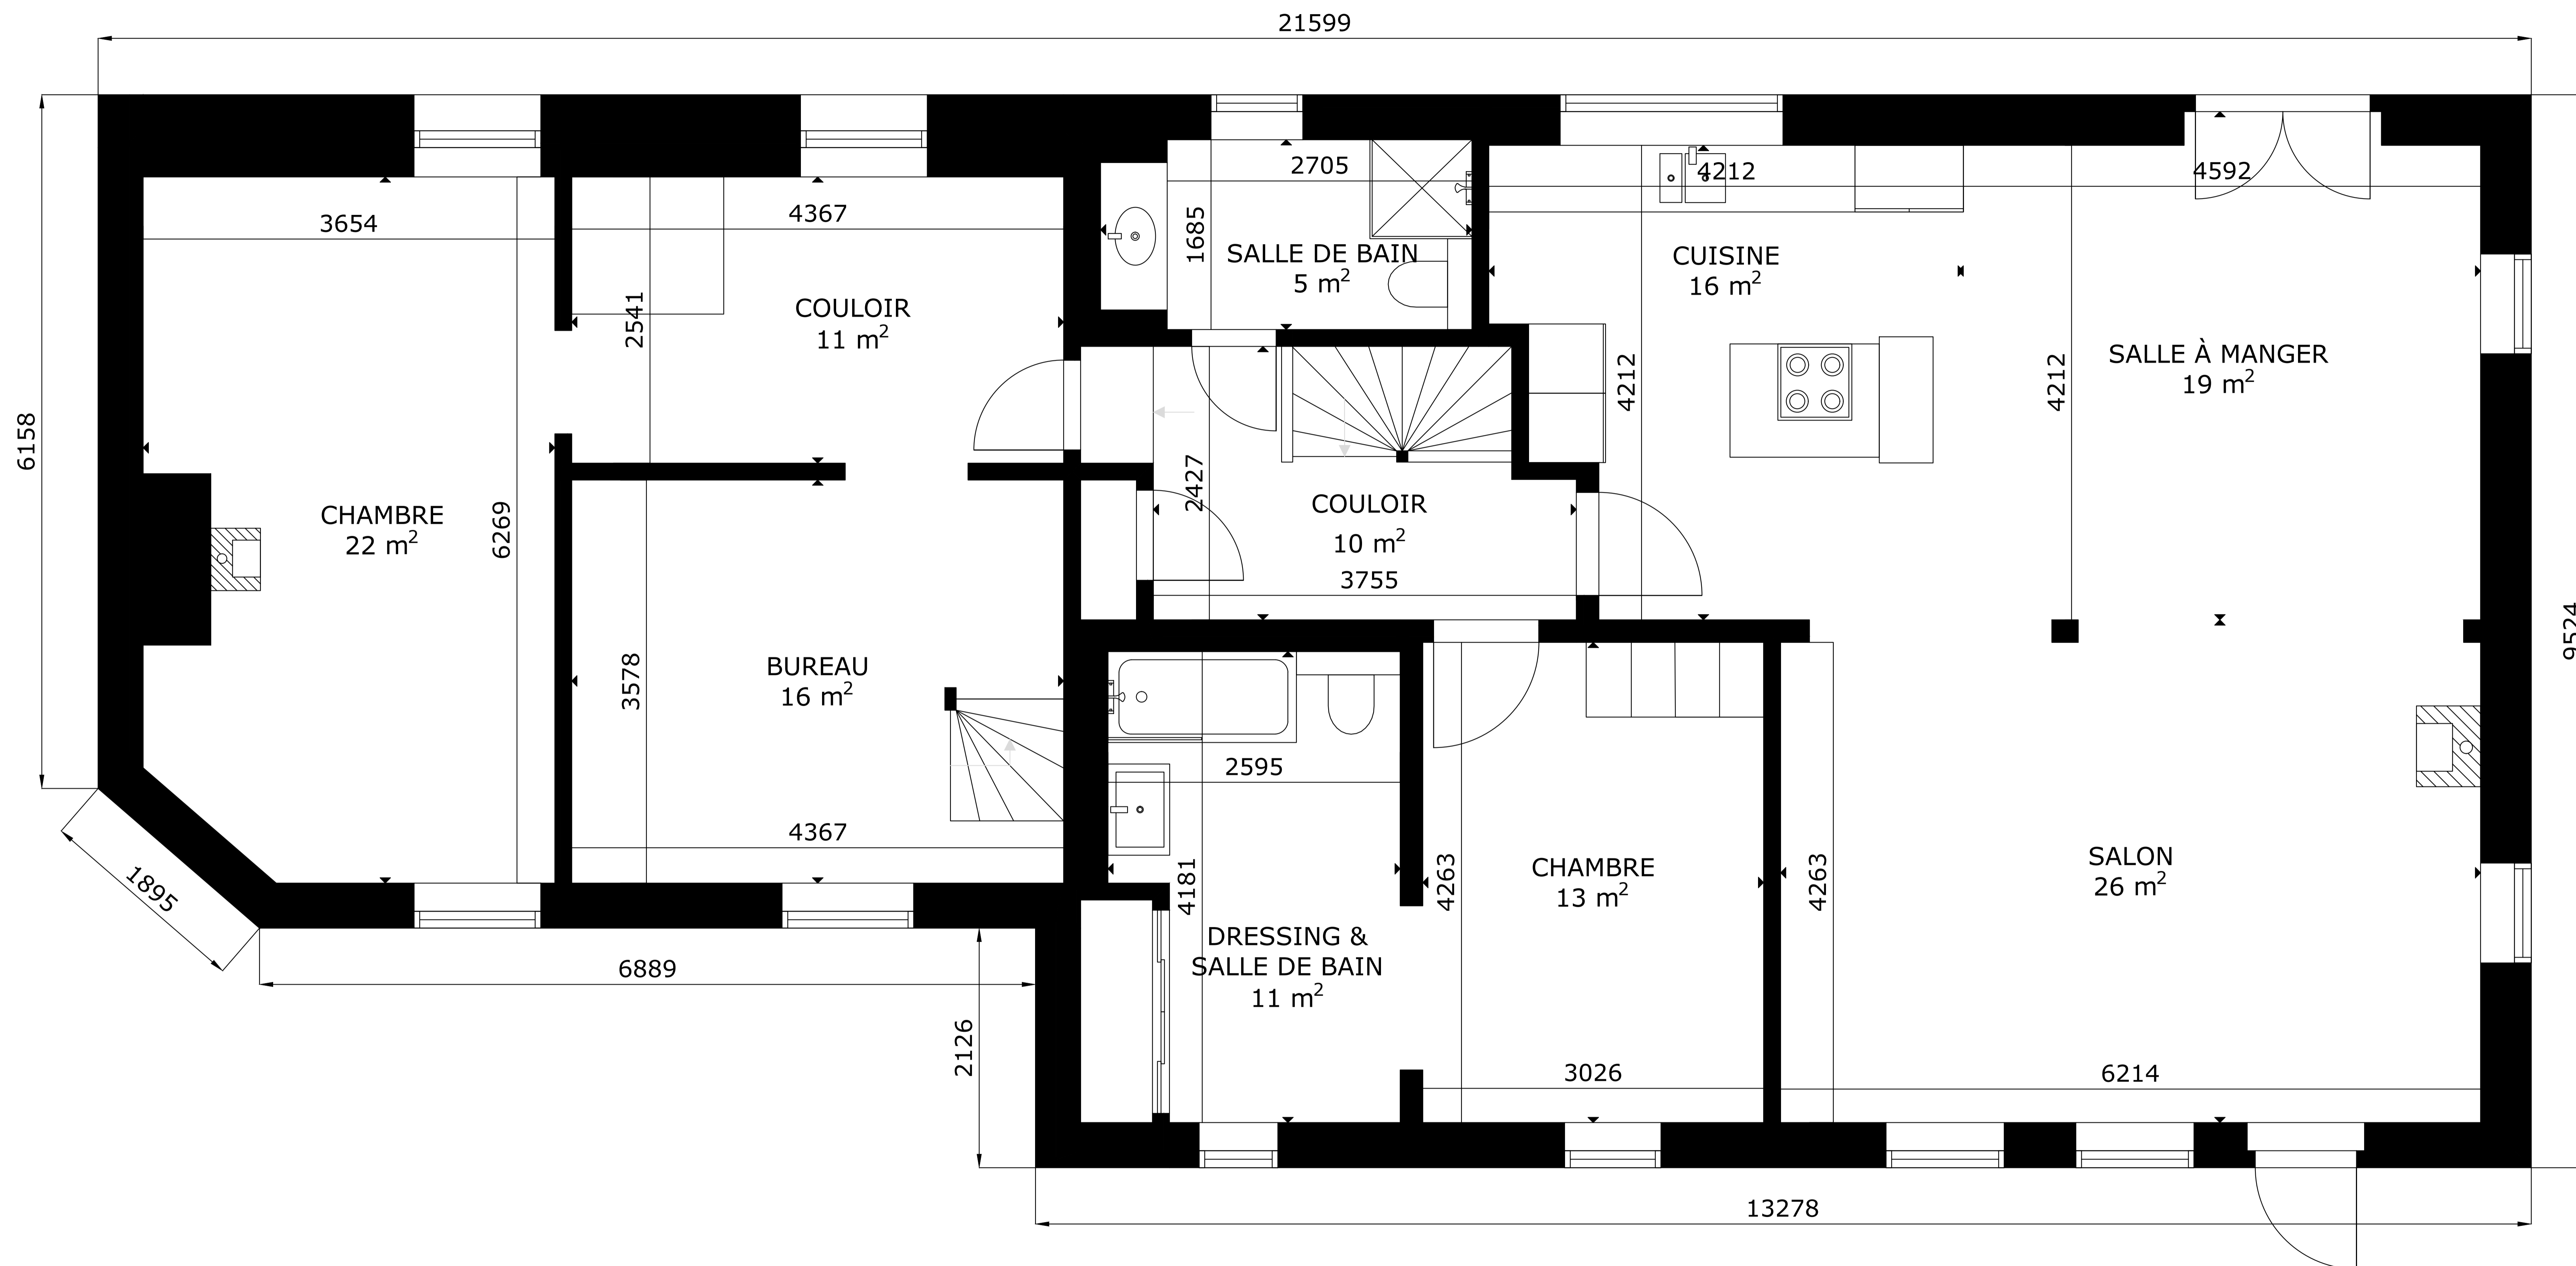 21599
2705
4212
4592
3654
4367
1685
SALLE DE BAIN
5 m²
CUISINE
16 m²
COULOIR
11 m²
2541
4212
4212
SALLE À MANGER
19 m²
6158
2427
COULOIR
10 m²
3755
CHAMBRE
22 m²
6269
9524
BUREAU
16 m²
3578
2595
4367
1895
4181
4263
CHAMBRE
13 m²
4263
SALON
26 m²
DRESSING &
SALLE DE BAIN
11 m²
6889
2126
3026
6214
13278